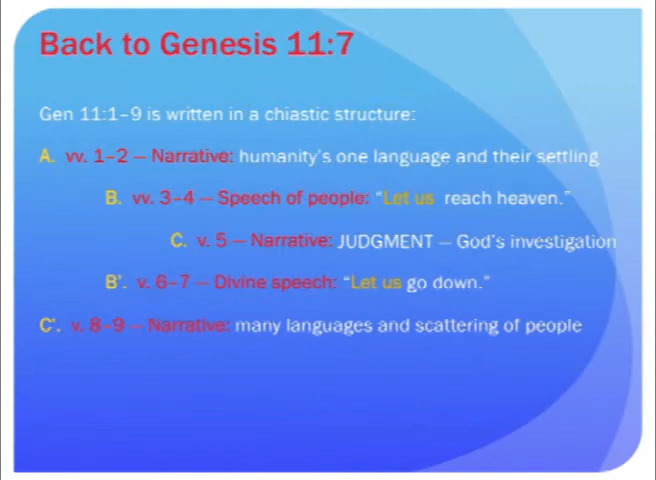 Back to Genesis 11:7
Gen 11:1–9 is written in a chiastic structure:
A. vv. 1–2 — Narrative: humanity's one language and their settling
B. vv. 3–4 — Speech of people: "Let us reach heaven."
C. v. 5 — Narrative: JUDGMENT — God's investigation
B'. v. 6–7 — Divine speech: "Let us go down."
C'. v. 8–9 — Narrative: many languages and scattering of people